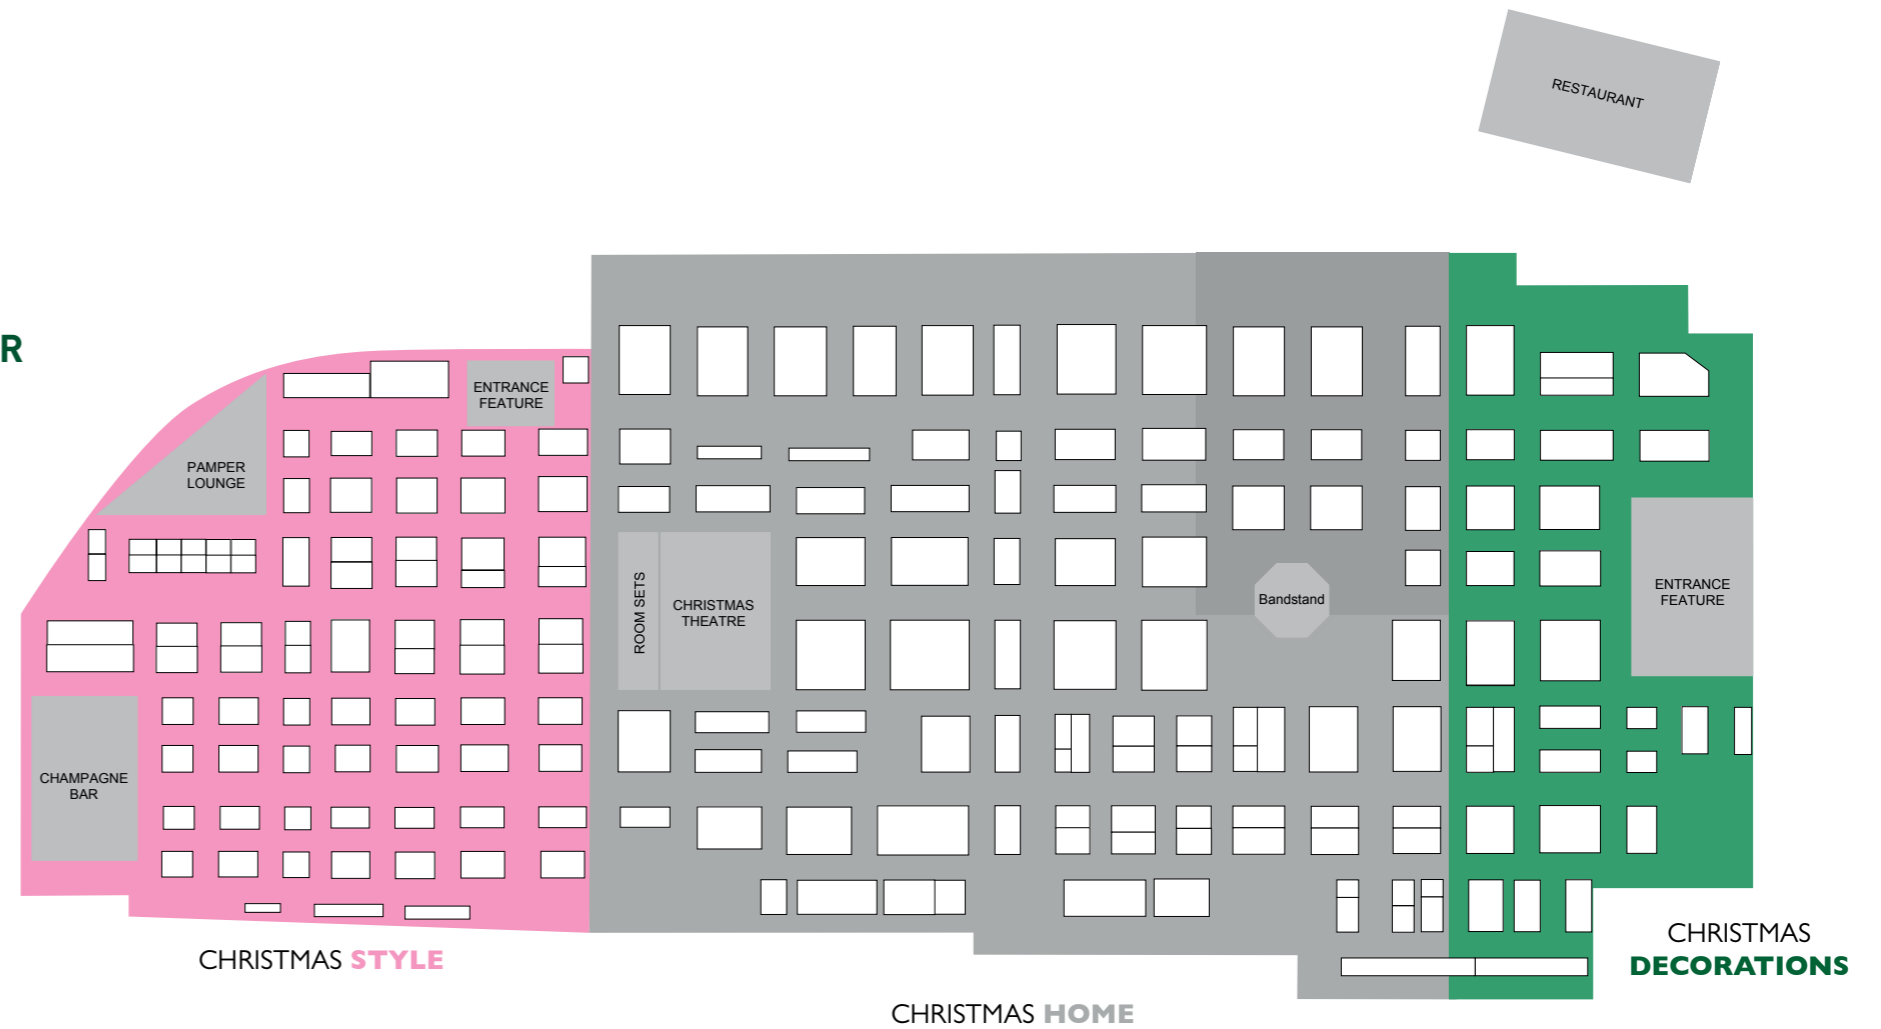 RESTAURANT
R
ENTRANCE
FEATURE
PAMPER
LOUNGE
ROOM SETS
CHRISTMAS
THEATRE
Bandstand
ENTRANCE
FEATURE
CHAMPAGNE
BAR
CHRISTMAS STYLE
CHRISTMAS HOME
CHRISTMAS
DECORATIONS